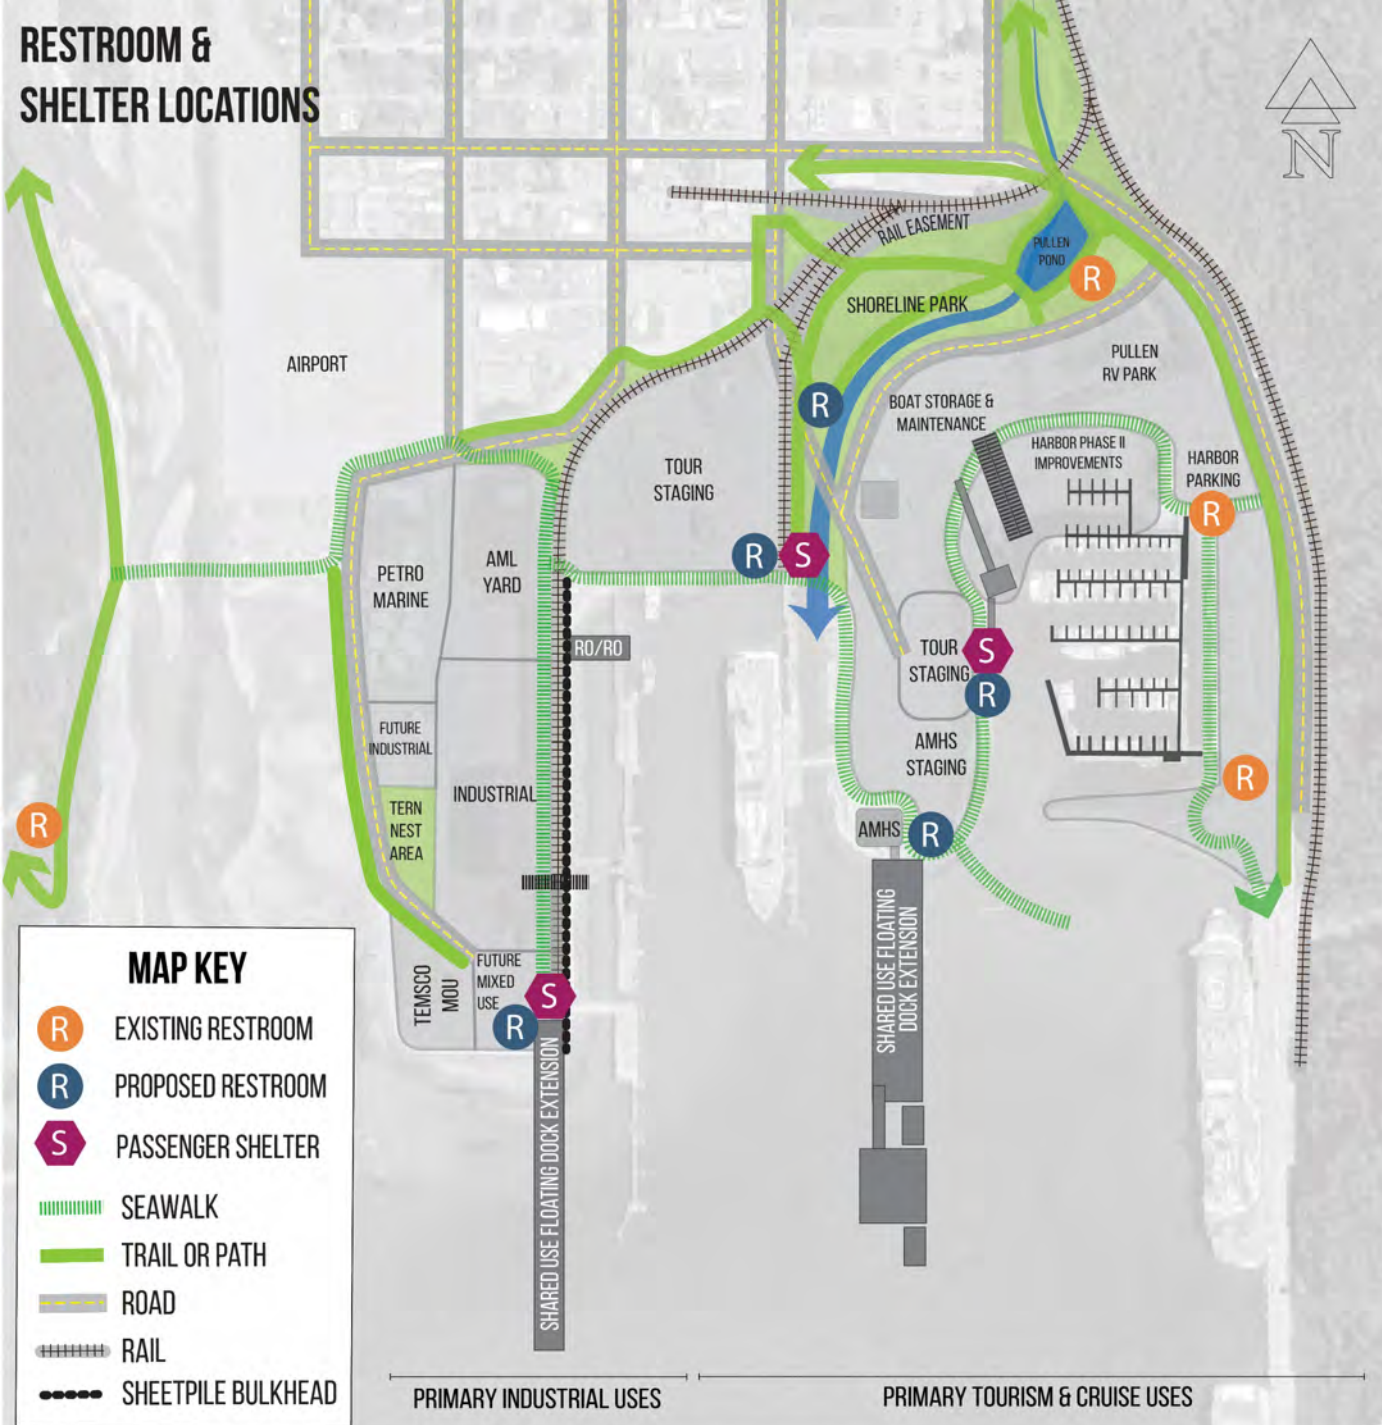 RESTROOM &
SHELTER LOCATIONS
N
RAIL EASEMENT
PULLEN
POND
R
SHORELINE PARK
AIRPORT
PULLEN
RV PARK
R
BOAT STORAGE &
MAINTENANCE
HARBOR PHASE II
IMPROVEMENTS
HARBOR
PARKING
R
TOUR
STAGING
R
S
PETRO
MARINE
AML
YARD
RO/RO
TOUR
STAGING
S
R
FUTURE
INDUSTRIAL
AMHS
STAGING
INDUSTRIAL
TERN
NEST
AREA
R
R
AMHS
R
SHARED USE FLOATING
DOCK EXTENSION
TEMSCO
MOU
FUTURE
MIXED
USE
S
R
SHARED USE FLOATING DOCK EXTENSION
MAP KEY
R EXISTING RESTROOM
R PROPOSED RESTROOM
S PASSENGER SHELTER
SEAWALK
TRAIL OR PATH
ROAD
RAIL
SHEETPILE BULKHEAD
PRIMARY INDUSTRIAL USES
PRIMARY TOURISM & CRUISE USES